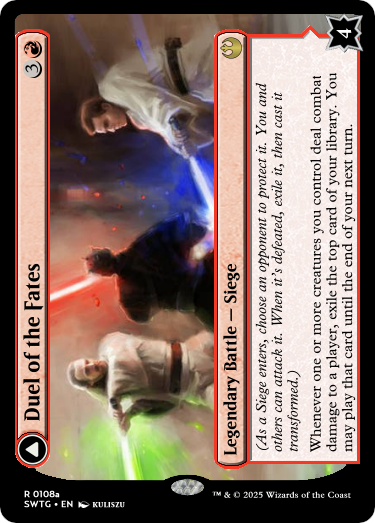 Duel of the Fates
3
Legendary Battle — Siege
(As a Siege enters, choose an opponent to protect it. You and
others can attack it. When it's defeated, exile it, then cast it
transformed.)
Whenever one or more creatures you control deal combat
damage to a player, exile the top card of your library. You
may play that card until the end of your next turn.
4
R 0108a
SWTG • EN KULISZU
™ & © 2025 Wizards of the Coast